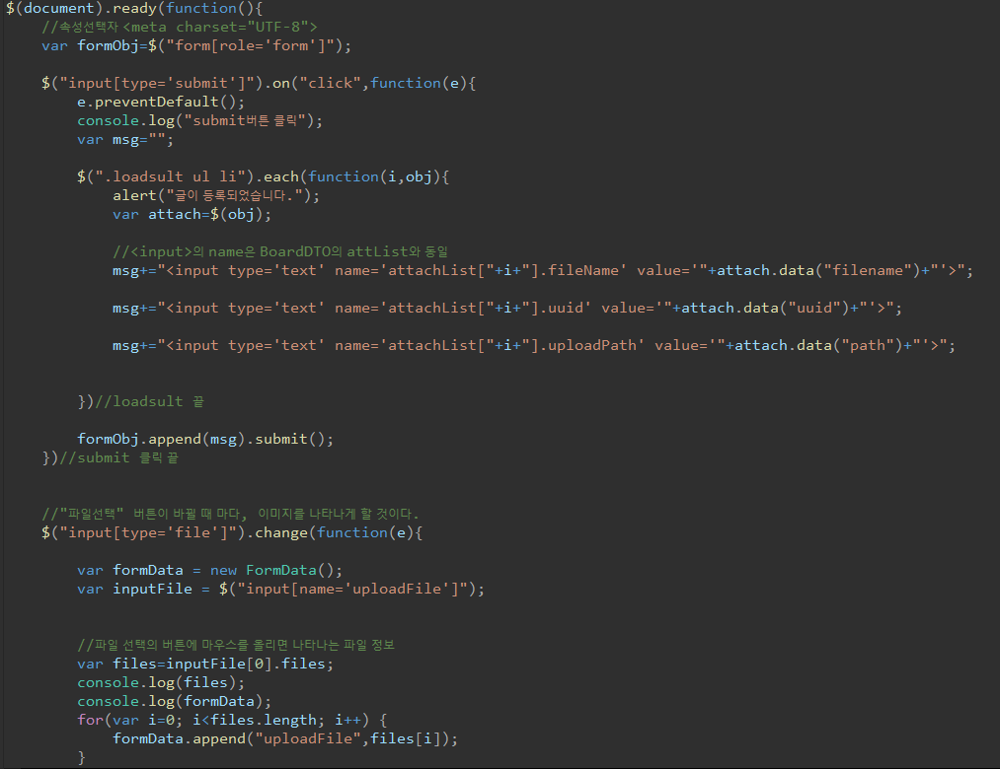 $(document).ready(function(){
    //속성선택자 <meta charset="UTF-8">
    var formObj=$("form[role='form']");
    $("input[type='submit']").on("click",function(e){
        e.preventDefault();
        console.log("submit버튼 클릭");
        var msg="";
        $(".loadsult ul li").each(function(i,obj){
            alert("글이 등록되었습니다.");
            var attach=$(obj);
            //<input>의 name은 BoardDTO의 attList와 동일
            msg+="<input type='text' name='attachList["+i+"].fileName' value='"+attach.data("filename")+"'>";
            msg+="<input type='text' name='attachList["+i+"].uuid' value='"+attach.data("uuid")+"'>";
            msg+="<input type='text' name='attachList["+i+"].uploadPath' value='"+attach.data("path")+"'>";
        })//loadsult 끝
        formObj.append(msg).submit();
    })//submit 클릭 끝
    //"파일선택" 버튼이 바뀔 때 마다, 이미지를 나타나게 할 것이다.
    $("input[type='file']").change(function(e){
        var formData = new FormData();
        var inputFile = $("input[name='uploadFile']");
        //파일 선택의 버튼에 마우스를 올리면 나타나는 파일 정보
        var files=inputFile[0].files;
        console.log(files);
        console.log(formData);
        for(var i=0; i<files.length; i++) {
            formData.append("uploadFile",files[i]);
        }